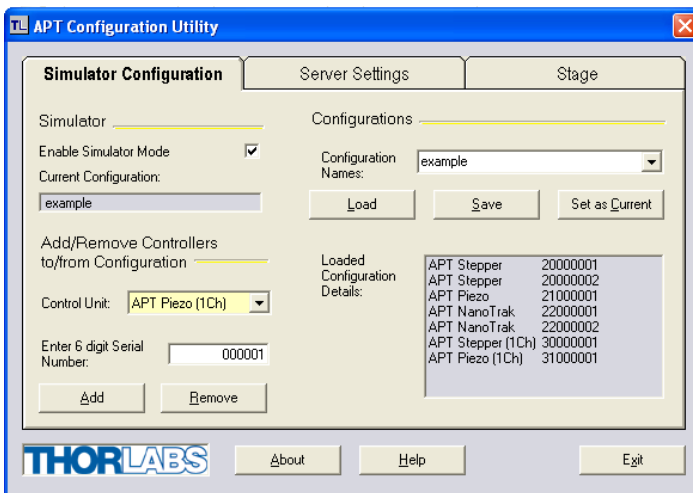 TL APT Configuration Utility
Simulator Configuration
Server Settings
Stage
Simulator
Enable Simulator Mode
Current Configuration:
example
Add/Remove Controllers
to/from Configuration
Control Unit: APT Piezo (1Ch)
Enter 6 digit Serial
Number:
000001
Add
Remove
Configurations
Configuration
Names:
example
Load
Save
Set as Current
Loaded
Configuration
Details:
APT Stepper 20000001
APT Stepper 20000002
APT Piezo 21000001
APT NanoTrak 22000001
APT NanoTrak 22000002
APT Stepper (1Ch) 30000001
APT Piezo (1Ch) 31000001
THORLABS
About
Help
Exit